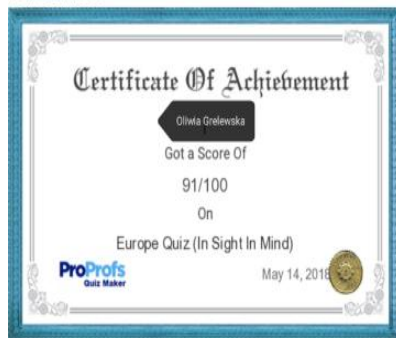 Certificate Of Achievement
Oliwia Grelewska
Got a Score Of
91/100
On
Europe Quiz (In Sight In Mind)
ProProfs
Quiz Maker
May 14, 2018